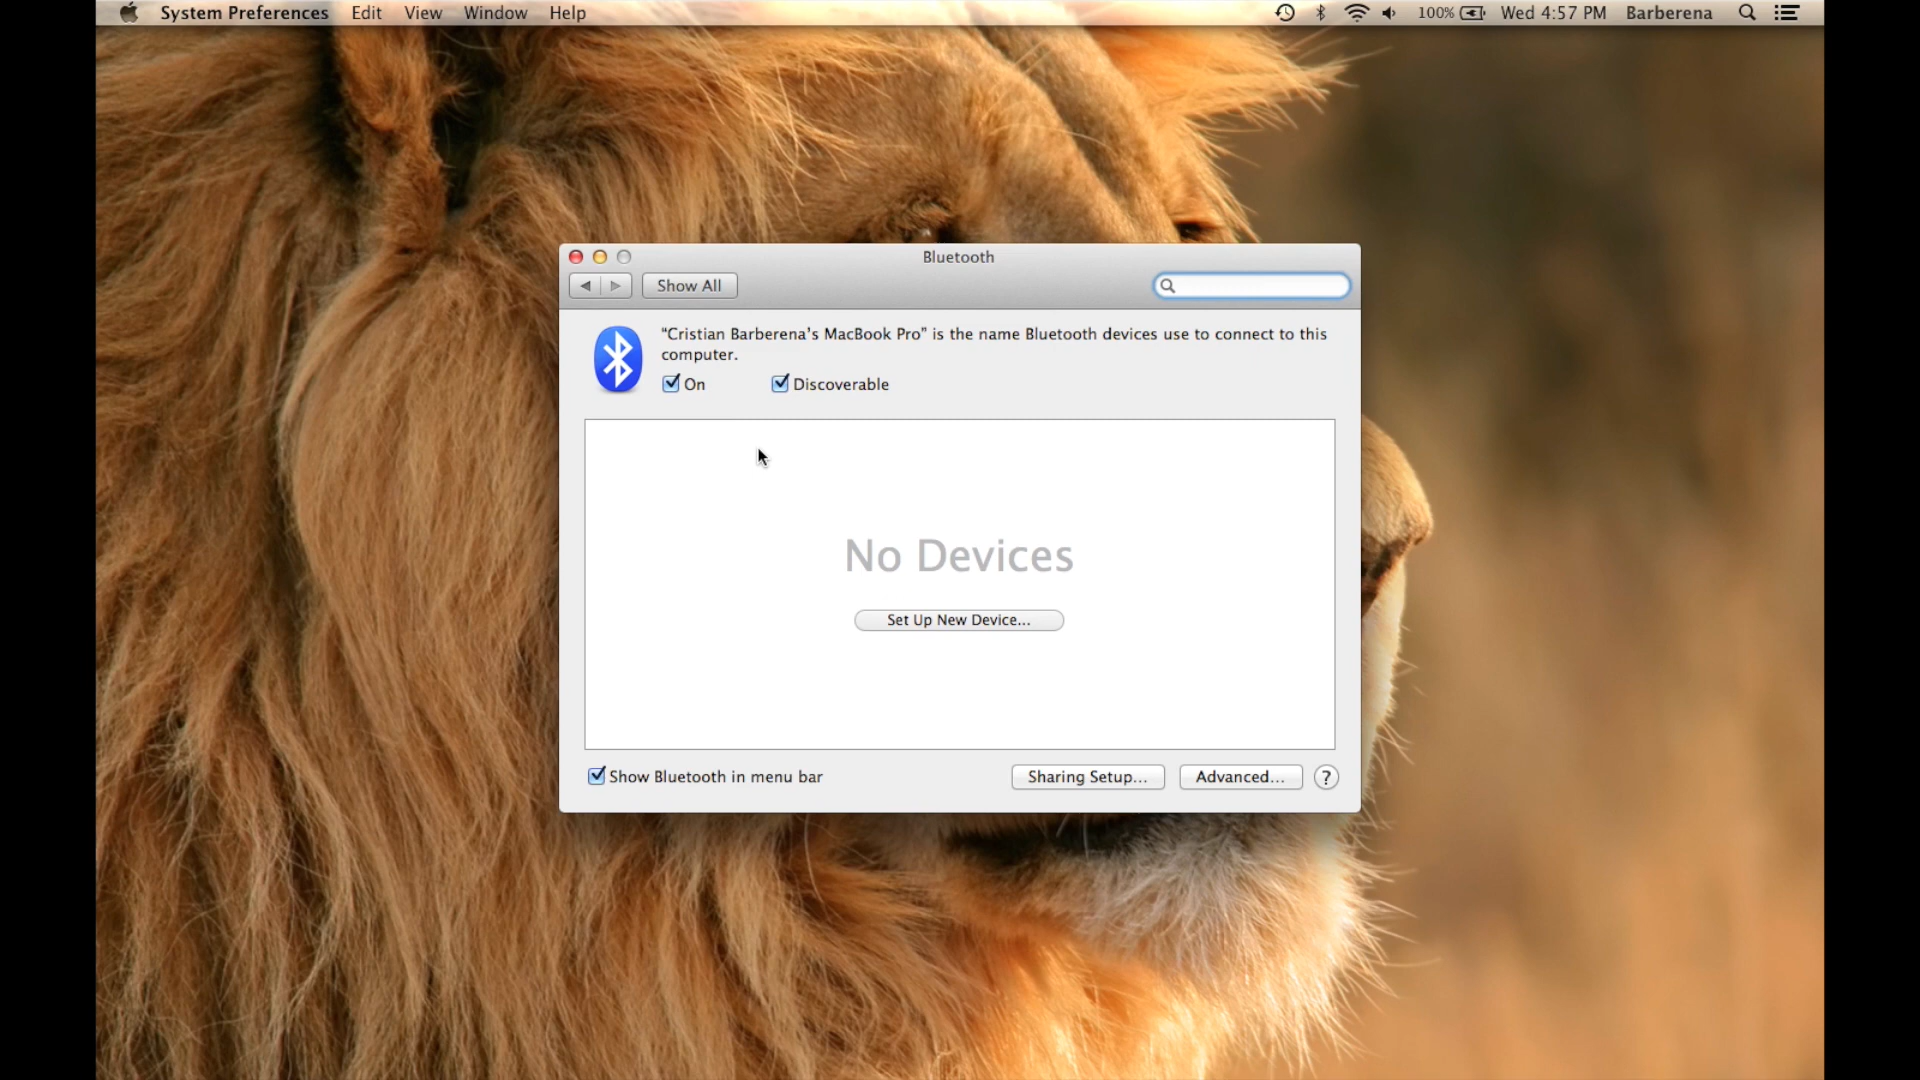 System Preferences Edit View Window Help 100% Wed 4:57 PM Barberena
Bluetooth
Show All
“Cristian Barberena’s MacBook Pro” is the name Bluetooth devices use to connect to this
computer.
On Discoverable
No Devices
Set Up New Device...
Show Bluetooth in menu bar Sharing Setup... Advanced... ?